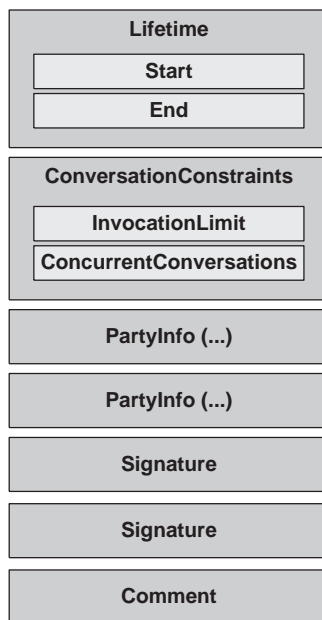 Lifetime
Start
End
ConversationConstraints
InvocationLimit
ConcurrentConversations
PartyInfo (...)
PartyInfo (...)
Signature
Signature
Comment